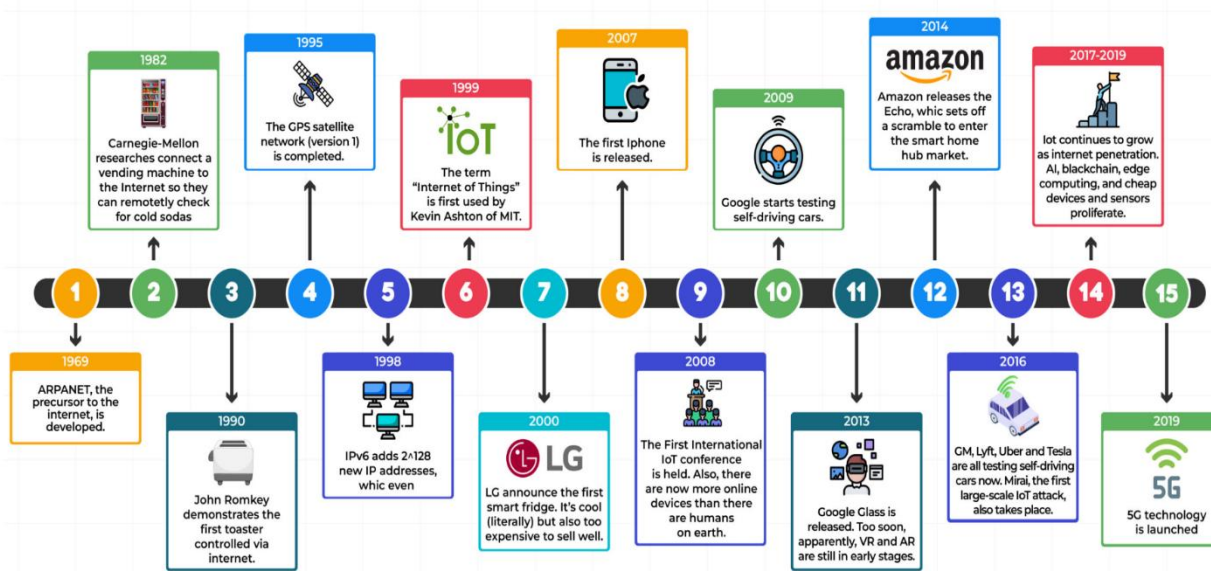 1982
Carnegie-Mellon
researches connect a
vending machine to
the Internet so they
can remotetly check
for cold sodas
1995
The GPS satellite
network (version 1)
is completed.
1999
IoT
The term
“Internet of Things”
is first used by
Kevin Ashton of MIT.
2007
The first Iphone
is released.
2009
Google starts testing
self-driving cars.
2014
amazon
Amazon releases the
Echo, whic sets off
a scramble to enter
the smart home
hub market.
2017-2019
Iot continues to grow
as internet penetration.
AI, blockchain, edge
computing, and cheap
devices and sensors
proliferate.
1 2 3 4 5 6 7 8 9 10 11 12 13 14 15
1969
ARPANET, the
precursor to the
internet, is
developed.
1990
John Romkey
demonstrates the
first toaster
controlled via
internet.
1998
IPv6 adds 2^128
new IP addresses,
whic even
2000
LG
LG announce the first
smart fridge. It’s cool
(literally) but also too
expensive to sell well.
2008
The First International
IoT conference
is held. Also, there
are now more online
devices than there
are humans
on earth.
2013
Google Glass is
released. Too soon,
apparently, VR and AR
are still in early stages.
2016
GM, Lyft, Uber and Tesla
are all testing self-driving
cars now. Mirai, the first
large-scale IoT attack,
also takes place.
2019
5G
5G technology
is launched